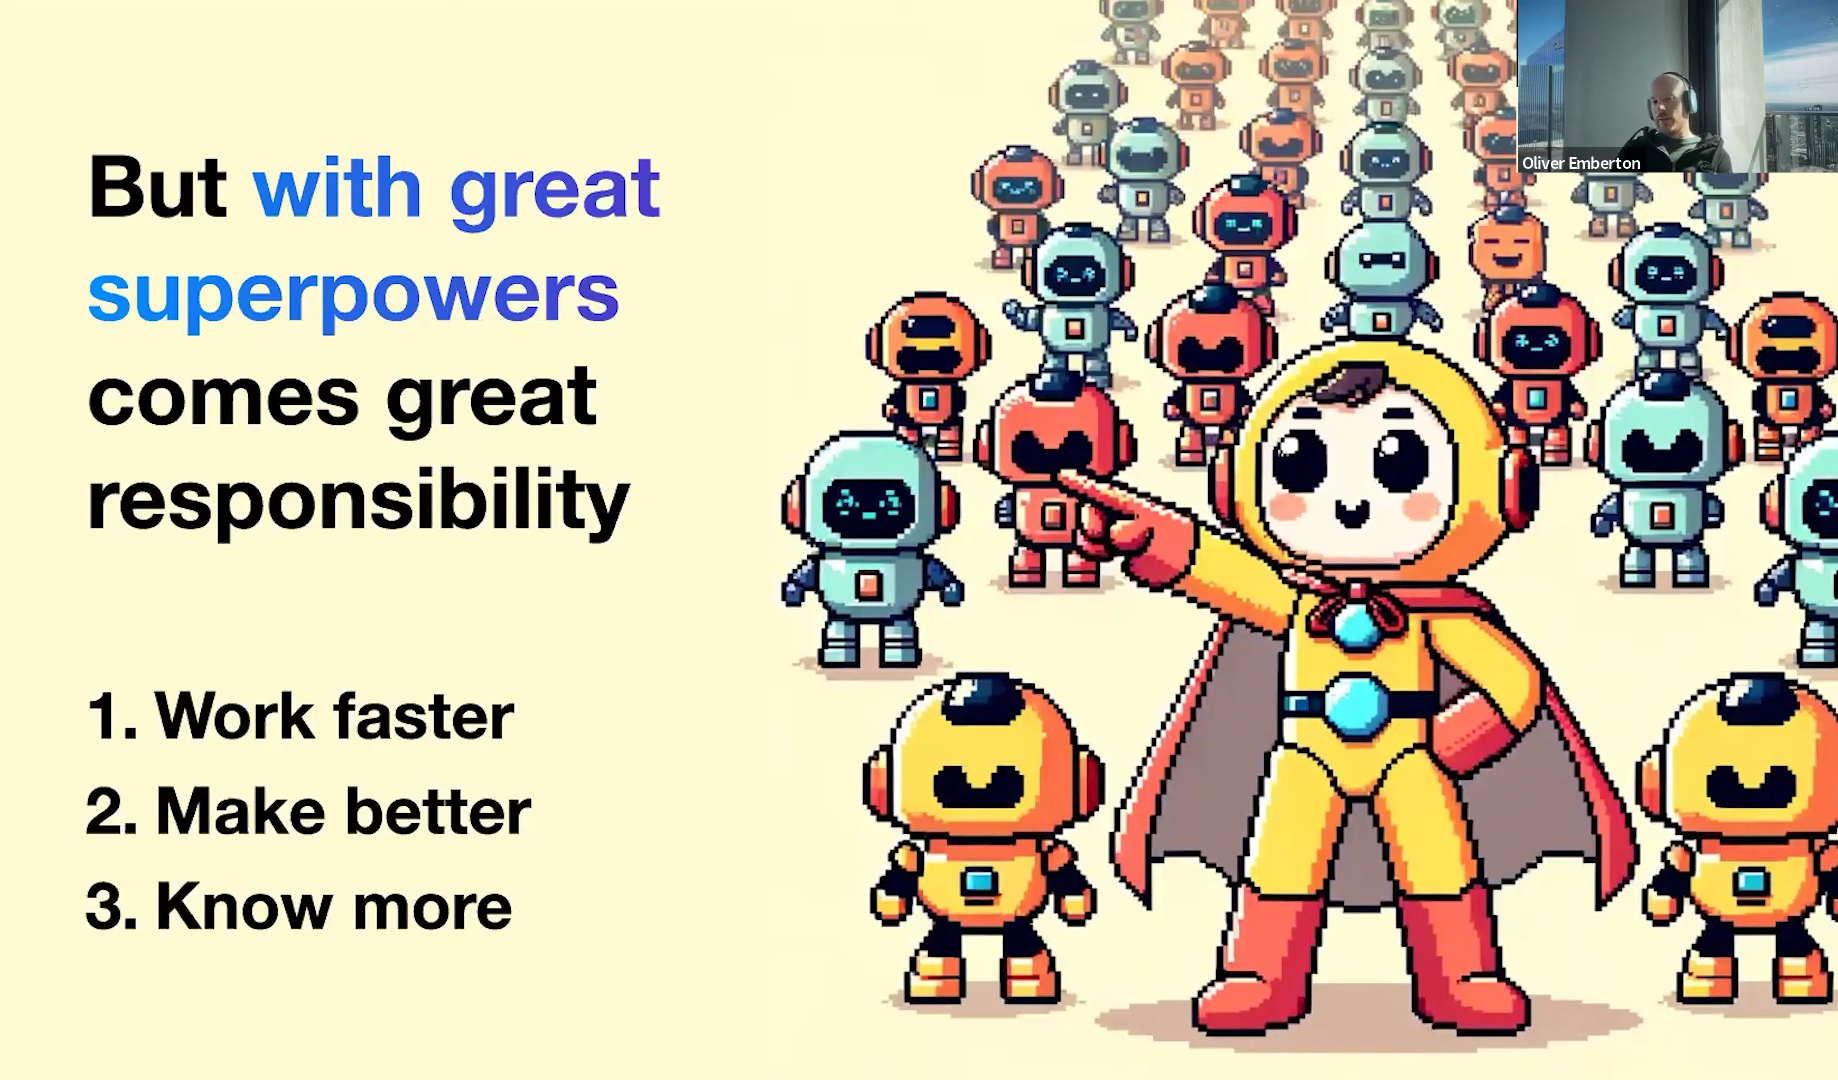 But with great
superpowers
comes great
responsibility
1. Work faster
2. Make better
3. Know more
Oliver Emberton